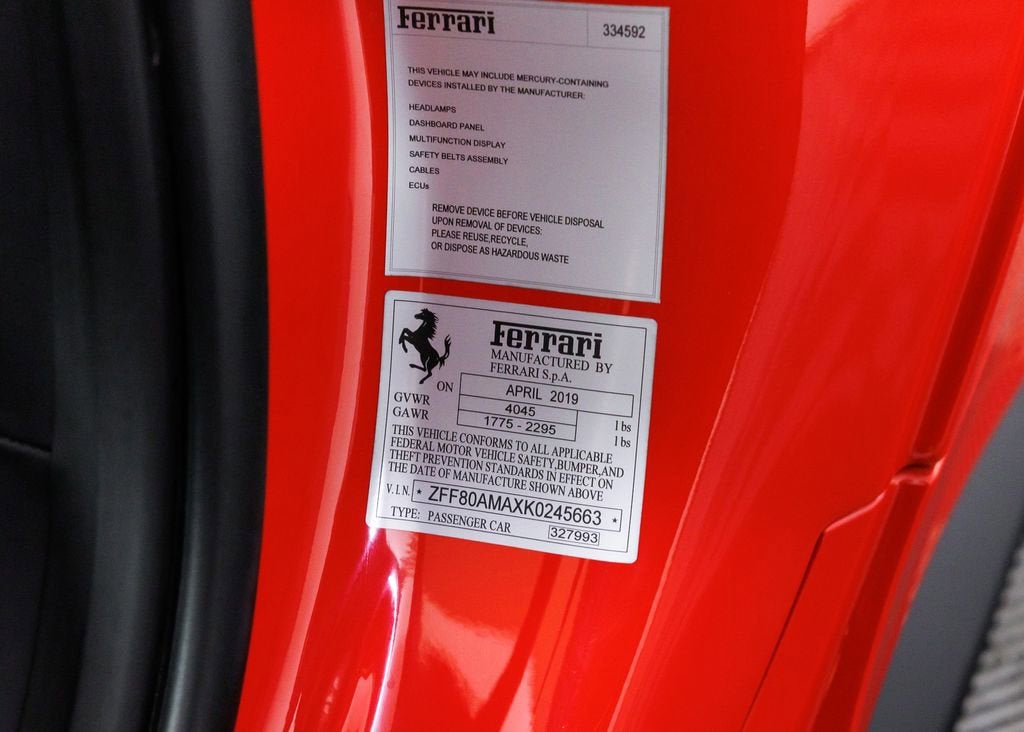 Ferrari 334592
THIS VEHICLE MAY INCLUDE MERCURY-CONTAINING
DEVICES INSTALLED BY THE MANUFACTURER:
HEADLAMPS
DASHBOARD PANEL
MULTIFUNCTION DISPLAY
SAFETY BELTS ASSEMBLY
CABLES
ECUs
REMOVE DEVICE BEFORE VEHICLE DISPOSAL
UPON REMOVAL OF DEVICES:
PLEASE REUSE,RECYCLE,
OR DISPOSE AS HAZARDOUS WASTE
Ferrari
MANUFACTURED BY
FERRARI S.p.A.
ON APRIL 2019
GVWR 4045 lbs
GAWR 1775 - 2295 lbs
THIS VEHICLE CONFORMS TO ALL APPLICABLE
FEDERAL MOTOR VEHICLE SAFETY,BUMPER,AND
THEFT PREVENTION STANDARDS IN EFFECT ON
THE DATE OF MANUFACTURE SHOWN ABOVE
V.I.N. * ZFF80AMAXK0245663 *
TYPE: PASSENGER CAR 327993